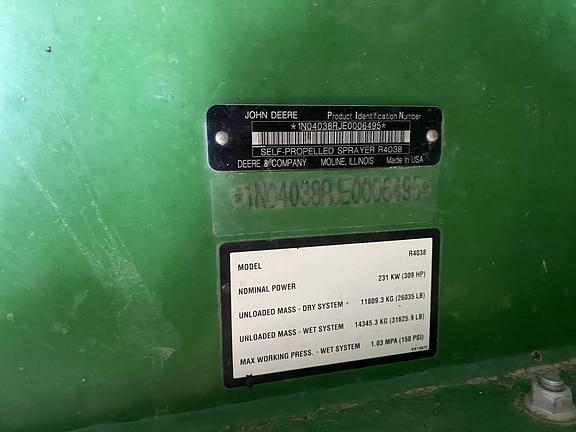 JOHN DEERE Product Identification Number
*1N04038RJE0006495*
SELF-PROPELLED SPRAYER R4038
DEERE & COMPANY MOLINE, ILLINOIS Made in USA
*1N04038RJE0006495*
MODEL R4038
NOMINAL POWER 231 KW (309 HP)
UNLOADED MASS - DRY SYSTEM 11809.3 KG (26035 LB)
UNLOADED MASS - WET SYSTEM 14345.3 KG (31625.9 LB)
MAX WORKING PRESS. - WET SYSTEM 1.03 MPA (150 PSI)